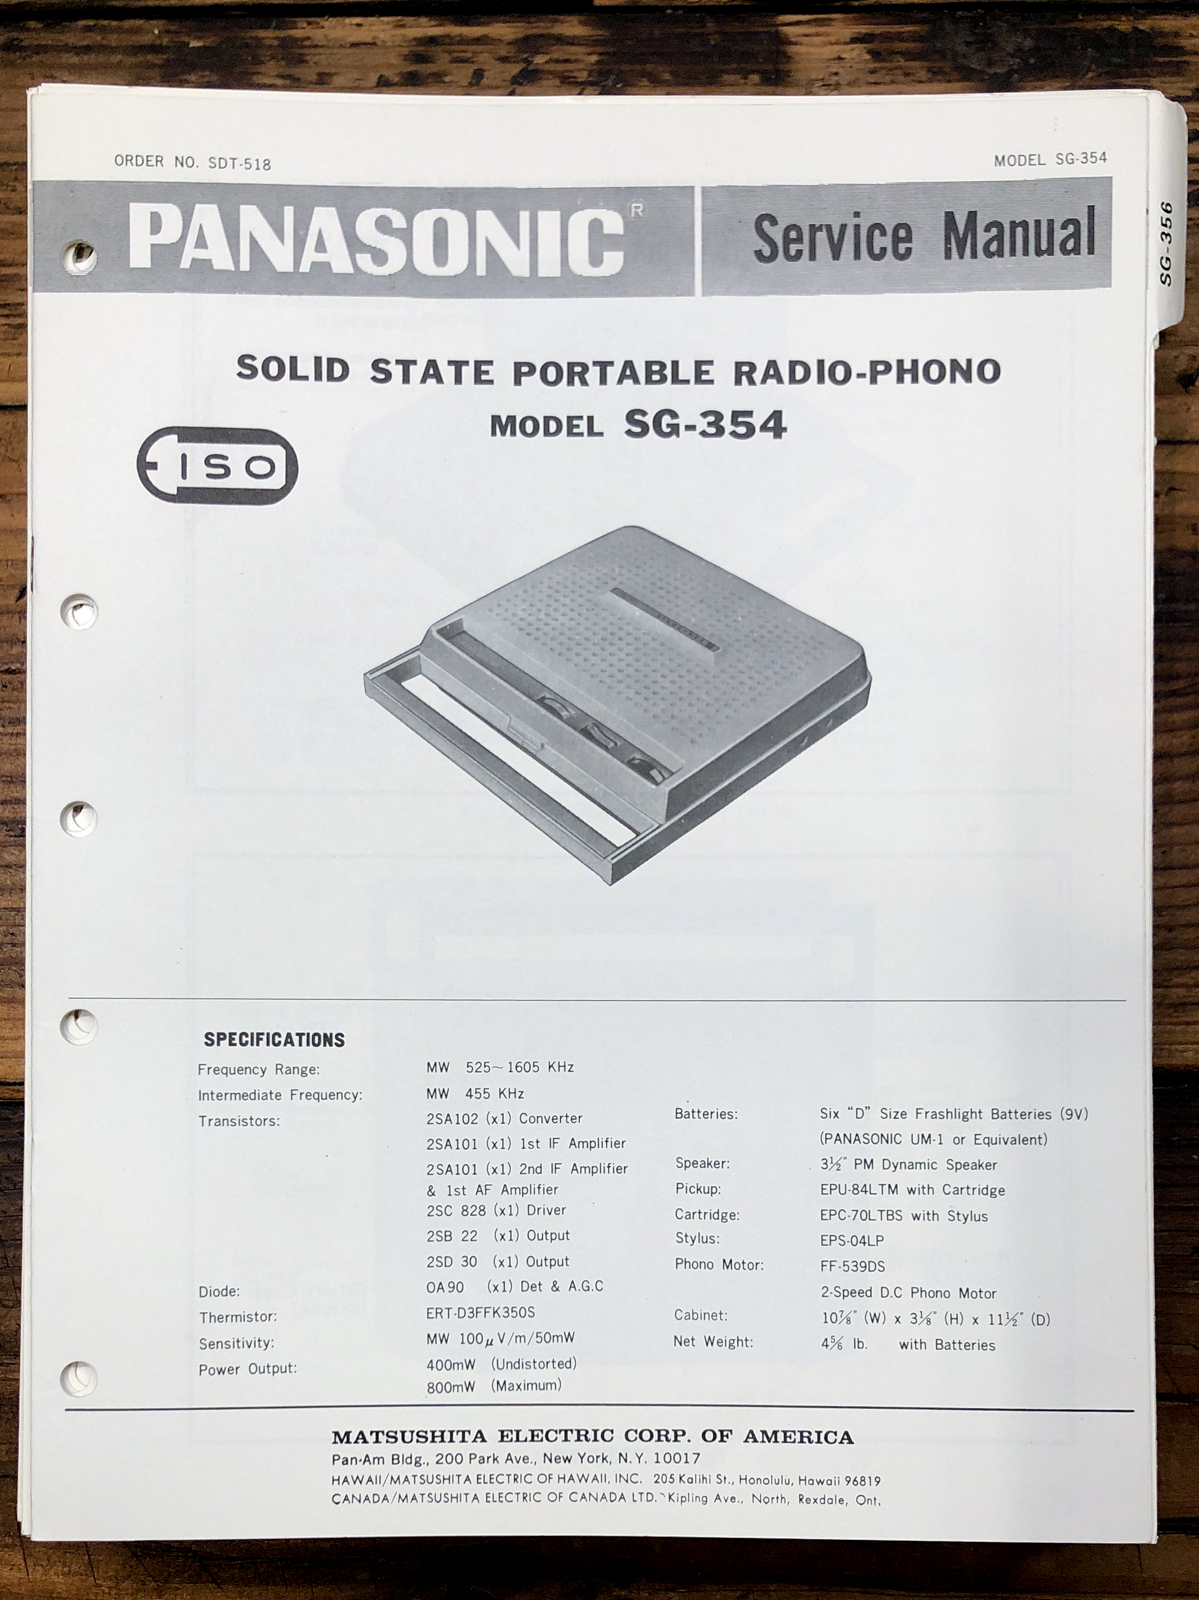 ORDER NO. SDT-518
MODEL SG-354
PANASONIC®
Service Manual
SG-356
SOLID STATE PORTABLE RADIO-PHONO
MODEL SG-354
ISO
SPECIFICATIONS
Frequency Range: MW 525~1605 KHz
Intermediate Frequency: MW 455 KHz
Transistors: 2SA102 (x1) Converter
2SA101 (x1) 1st IF Amplifier
2SA101 (x1) 2nd IF Amplifier
& 1st AF Amplifier
2SC 828 (x1) Driver
2SB 22 (x1) Output
2SD 30 (x1) Output
Diode: OA90 (x1) Det & A.G.C
Thermistor: ERT-D3FFK350S
Sensitivity: MW 100μV/m/50mW
Power Output: 400mW (Undistorted)
800mW (Maximum)
Batteries: Six "D" Size Frashlight Batteries (9V)
(PANASONIC UM-1 or Equivalent)
Speaker: 3½" PM Dynamic Speaker
Pickup: EPU-84LTM with Cartridge
Cartridge: EPC-70LTBS with Stylus
Stylus: EPS-04LP
Phono Motor: FF-539DS
2-Speed D.C Phono Motor
Cabinet: 10⅞" (W) x 3⅛" (H) x 11½" (D)
Net Weight: 4⅚ lb. with Batteries
MATSUSHITA ELECTRIC CORP. OF AMERICA
Pan-Am Bldg., 200 Park Ave., New York, N.Y. 10017
HAWAII/MATSUSHITA ELECTRIC OF HAWAII, INC. 205 Kalihi St., Honolulu, Hawaii 96819
CANADA/MATSUSHITA ELECTRIC OF CANADA LTD. Kipling Ave., North, Rexdale, Ont.